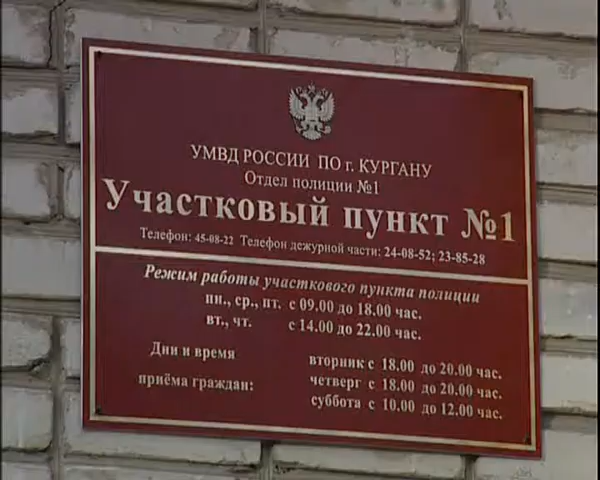 УМВД РОССИИ ПО г. КУРГАНУ
Отдел полиции №1
Участковый пункт №1
Телефон: 45-08-22 Телефон дежурной части: 24-08-52; 23-85-28
Режим работы участкового пункта полиции
пн., ср., пт. с 09.00 до 18.00 час.
вт., чт. с 14.00 до 22.00 час.
Дни и время
приёма граждан:
вторник с 18.00 до 20.00 час.
четверг с 18.00 до 20.00 час.
суббота с 10.00 до 12.00 час.